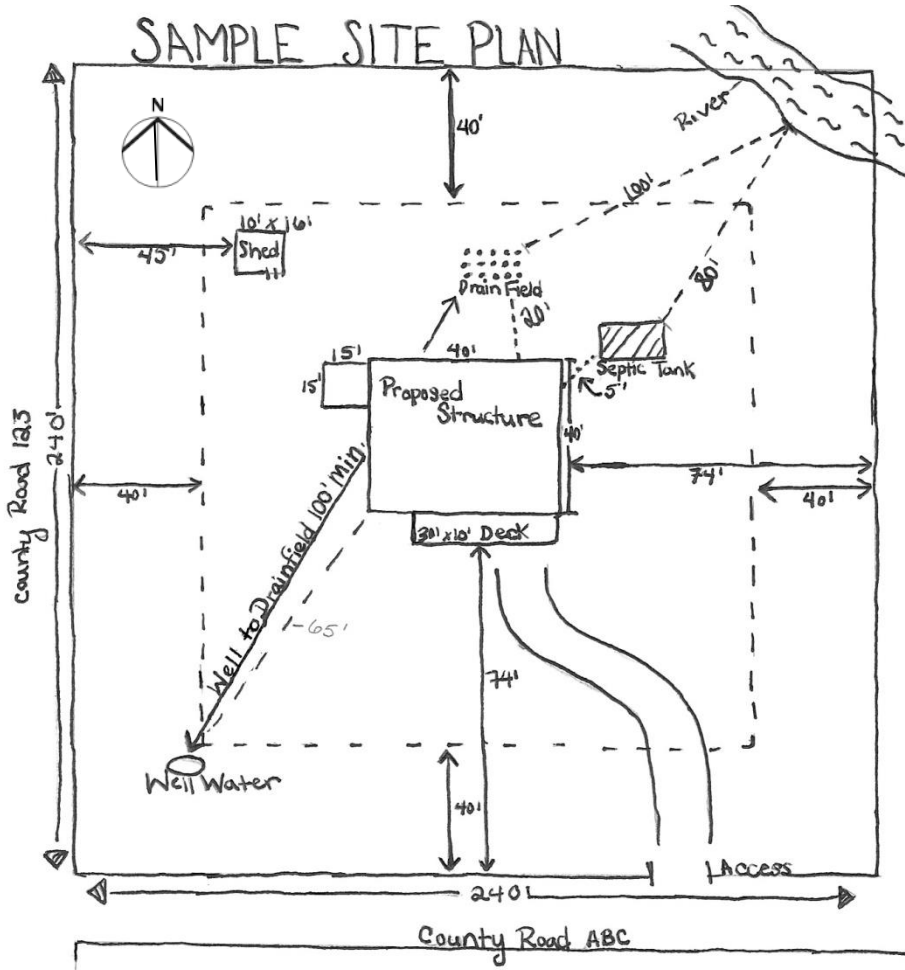 SAMPLE SITE PLAN
N
40'
River
100'
80'
10' x 16'
Shed
45'
Drain Field
20'
Septic Tank
5'
40'
15'
15'
Proposed
Structure
40'
County Road 123
240'
40'
74'
40'
30' x 10' Deck
Well to Drainfield 100' min.
65'
74'
40'
Well Water
Access
240'
County Road ABC